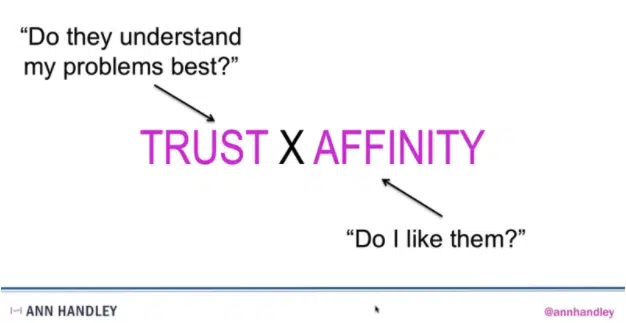 “Do they understand
my problems best?”
TRUST X AFFINITY
“Do I like them?”
ANN HANDLEY
@annhandley